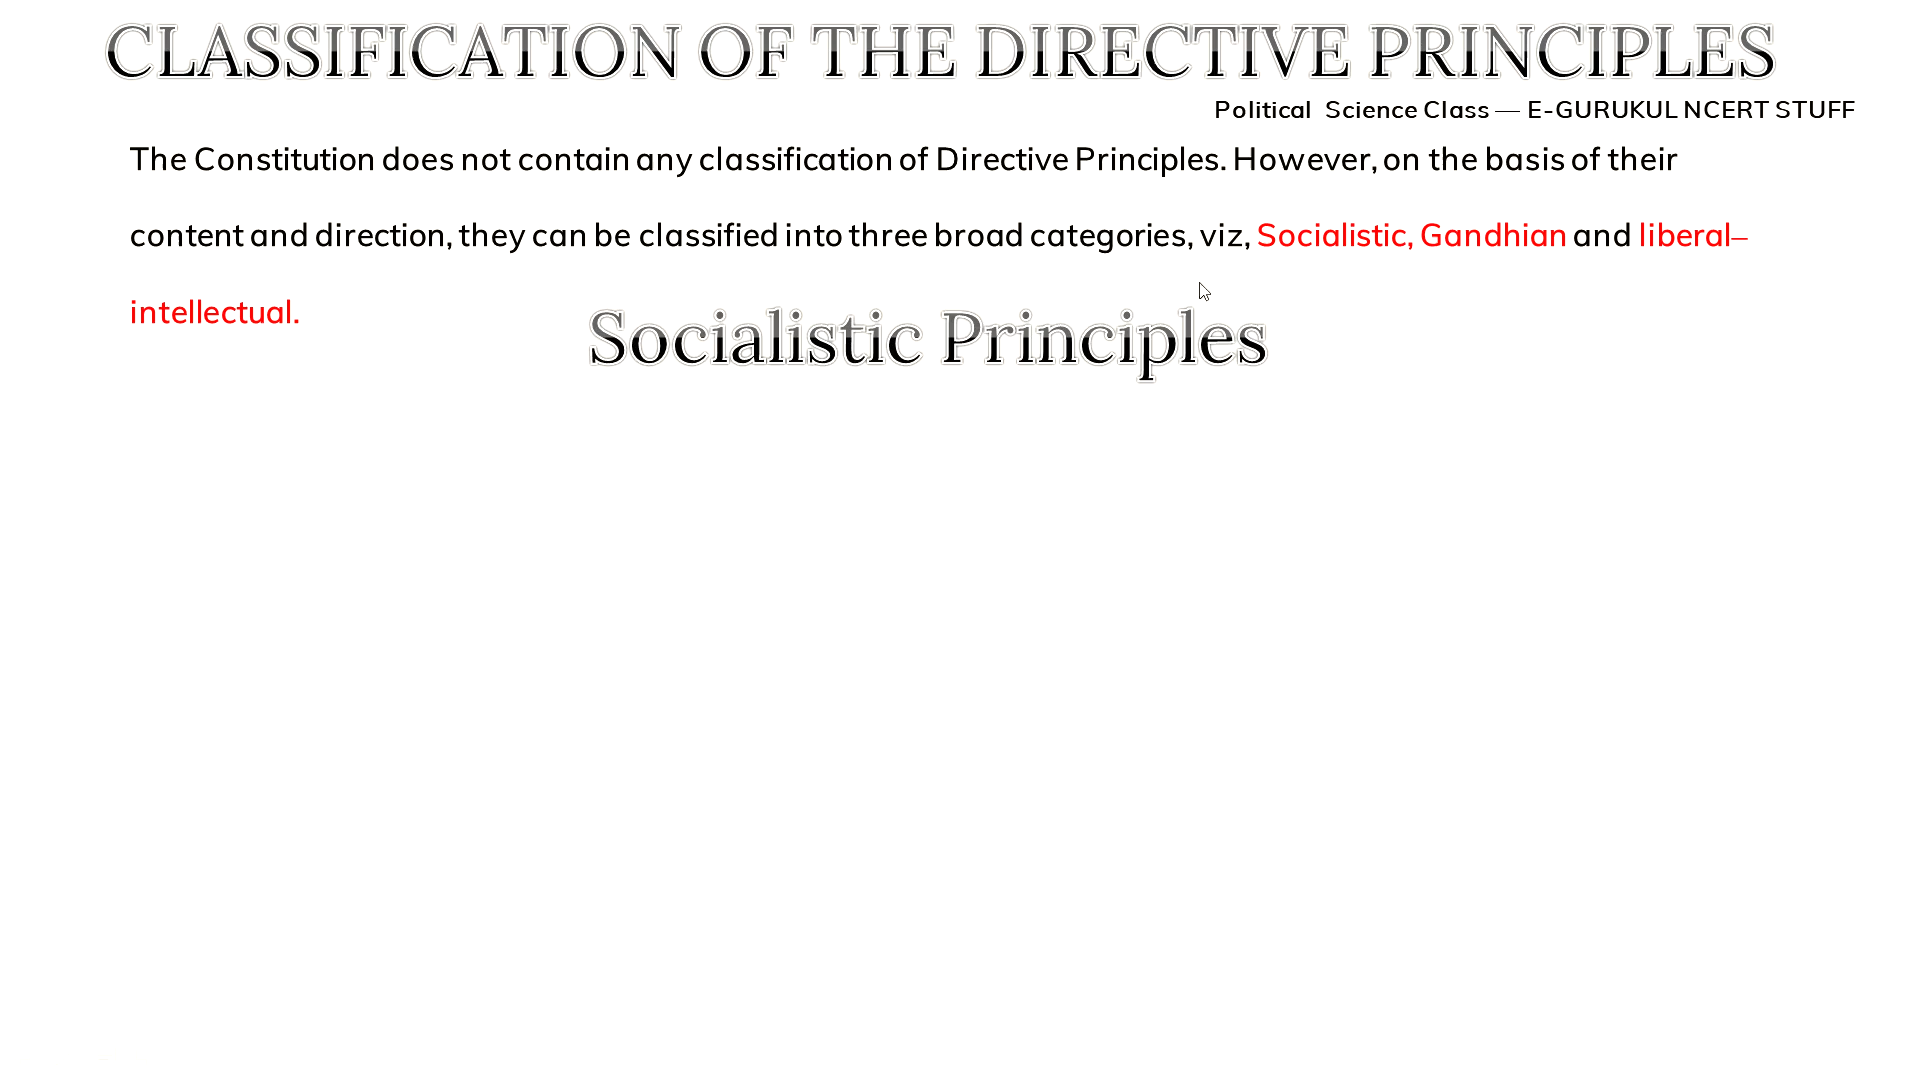 CLASSIFICATION OF THE DIRECTIVE PRINCIPLES
Political Science Class — E-GURUKUL NCERT STUFF
The Constitution does not contain any classification of Directive Principles. However, on the basis of their
content and direction, they can be classified into three broad categories, viz, Socialistic, Gandhian and liberal–
intellectual.
Socialistic Principles